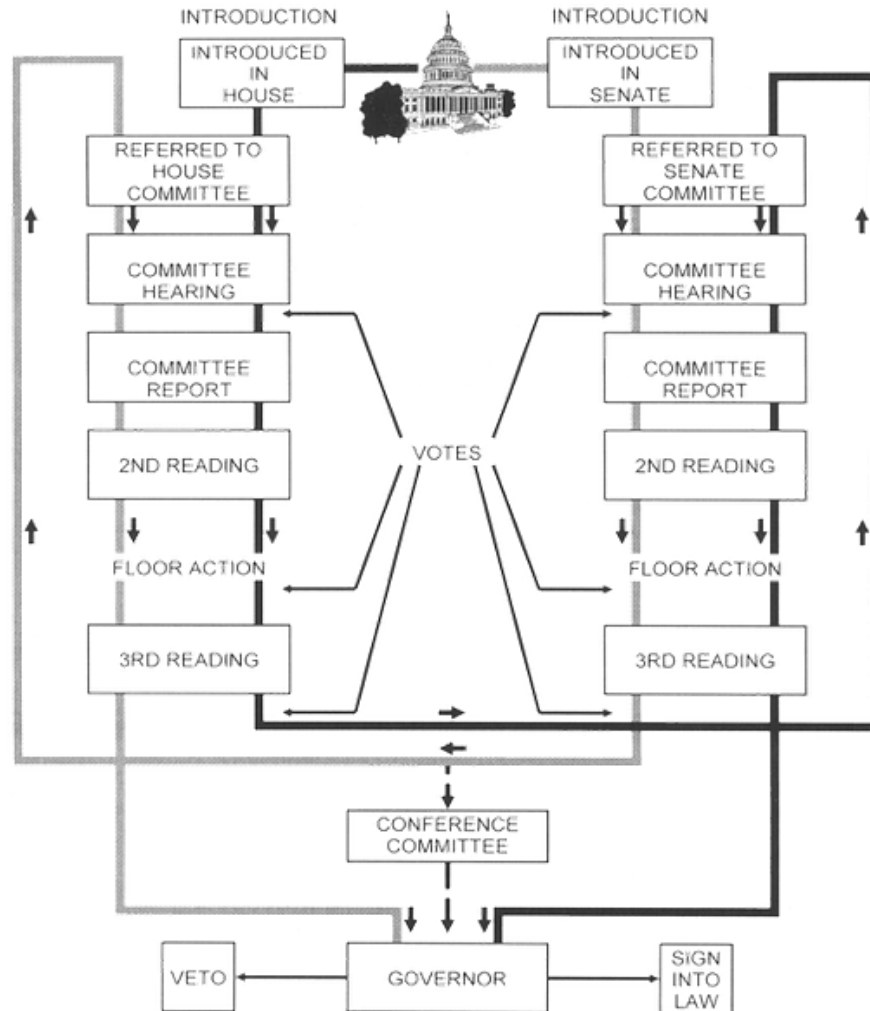 INTRODUCTION
INTRODUCTION
INTRODUCED
IN
HOUSE
INTRODUCED
IN
SENATE
REFERRED TO
HOUSE
COMMITTEE
REFERRED TO
SENATE
COMMITTEE
COMMITTEE
HEARING
COMMITTEE
HEARING
COMMITTEE
REPORT
COMMITTEE
REPORT
VOTES
2ND READING
2ND READING
FLOOR ACTION
FLOOR ACTION
3RD READING
3RD READING
CONFERENCE
COMMITTEE
VETO
GOVERNOR
SIGN
INTO
LAW